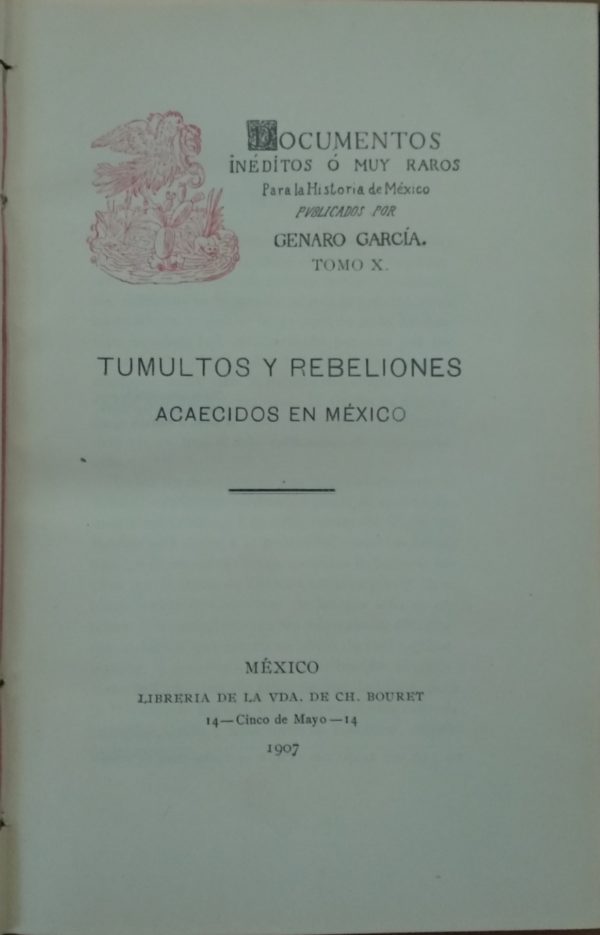 DOCUMENTOS
INÉDITOS Ó MUY RAROS
Para la Historia de México
PVBLICADOS POR
GENARO GARCÍA.
TOMO X.
TUMULTOS Y REBELIONES
ACAECIDOS EN MÉXICO
MÉXICO
LIBRERIA DE LA VDA. DE CH. BOURET
14—Cinco de Mayo—14
1907